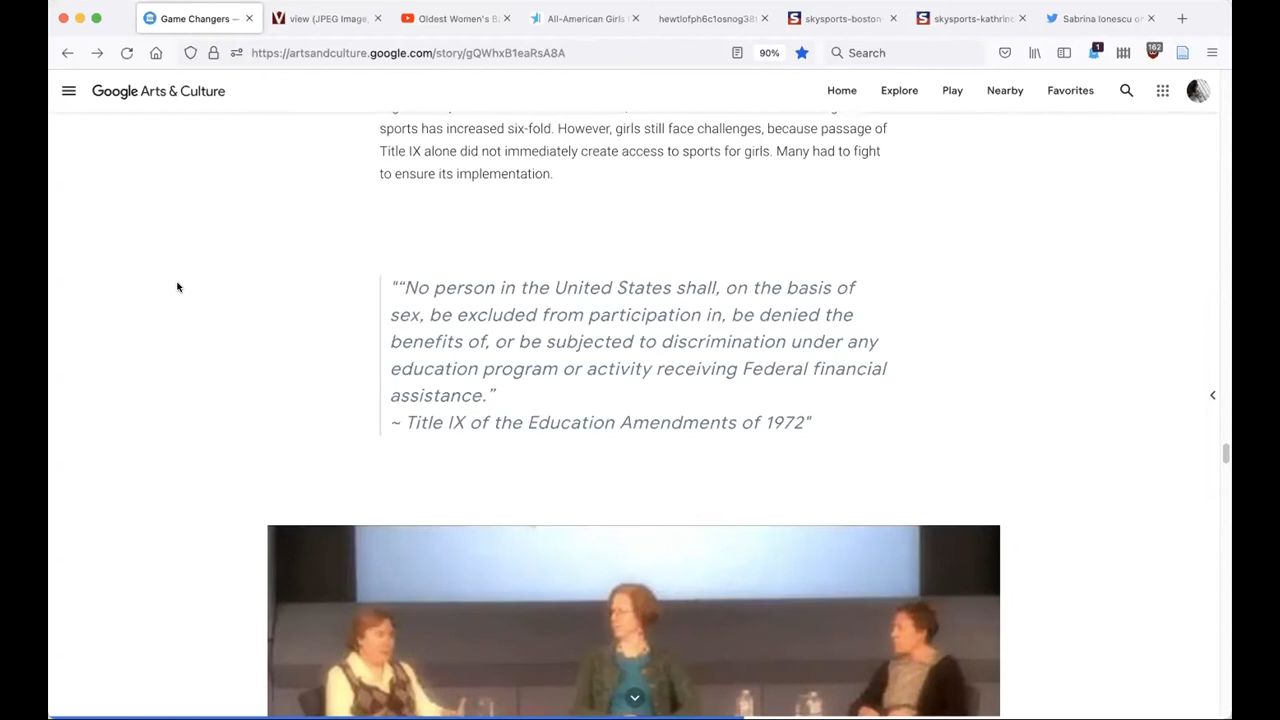 Game Changers —
view (JPEG Image,
Oldest Women's B
All-American Girls
hewtlofph6c1osnog38
skysports-boston
skysports-kathrin
Sabrina Ionescu on
https://artsandculture.google.com/story/gQWhxB1eaRsA8A
90%
Search
1
162
Google Arts & Culture
Home
Explore
Play
Nearby
Favorites
sports has increased six-fold. However, girls still face challenges, because passage of
Title IX alone did not immediately create access to sports for girls. Many had to fight
to ensure its implementation.
"“No person in the United States shall, on the basis of
sex, be excluded from participation in, be denied the
benefits of, or be subjected to discrimination under any
education program or activity receiving Federal financial
assistance.”
~ Title IX of the Education Amendments of 1972"